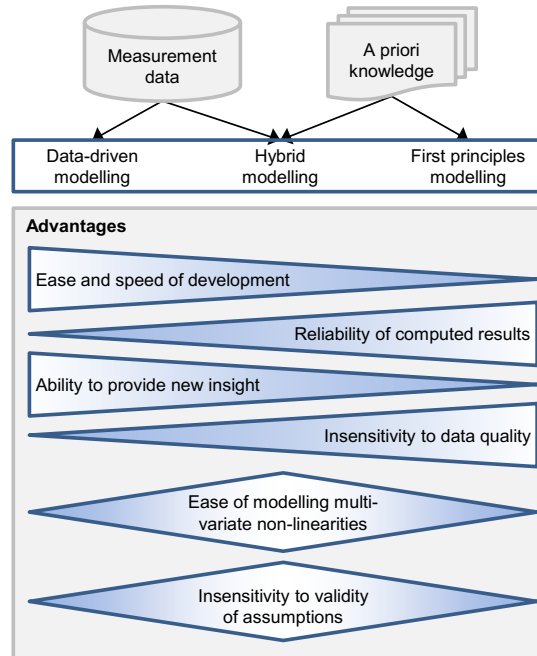 Measurement
data
A priori
knowledge
Data-driven
modelling
Hybrid
modelling
First principles
modelling
Advantages
Ease and speed of development
Reliability of computed results
Ability to provide new insight
Insensitivity to data quality
Ease of modelling multi-
variate non-linearities
Insensitivity to validity
of assumptions